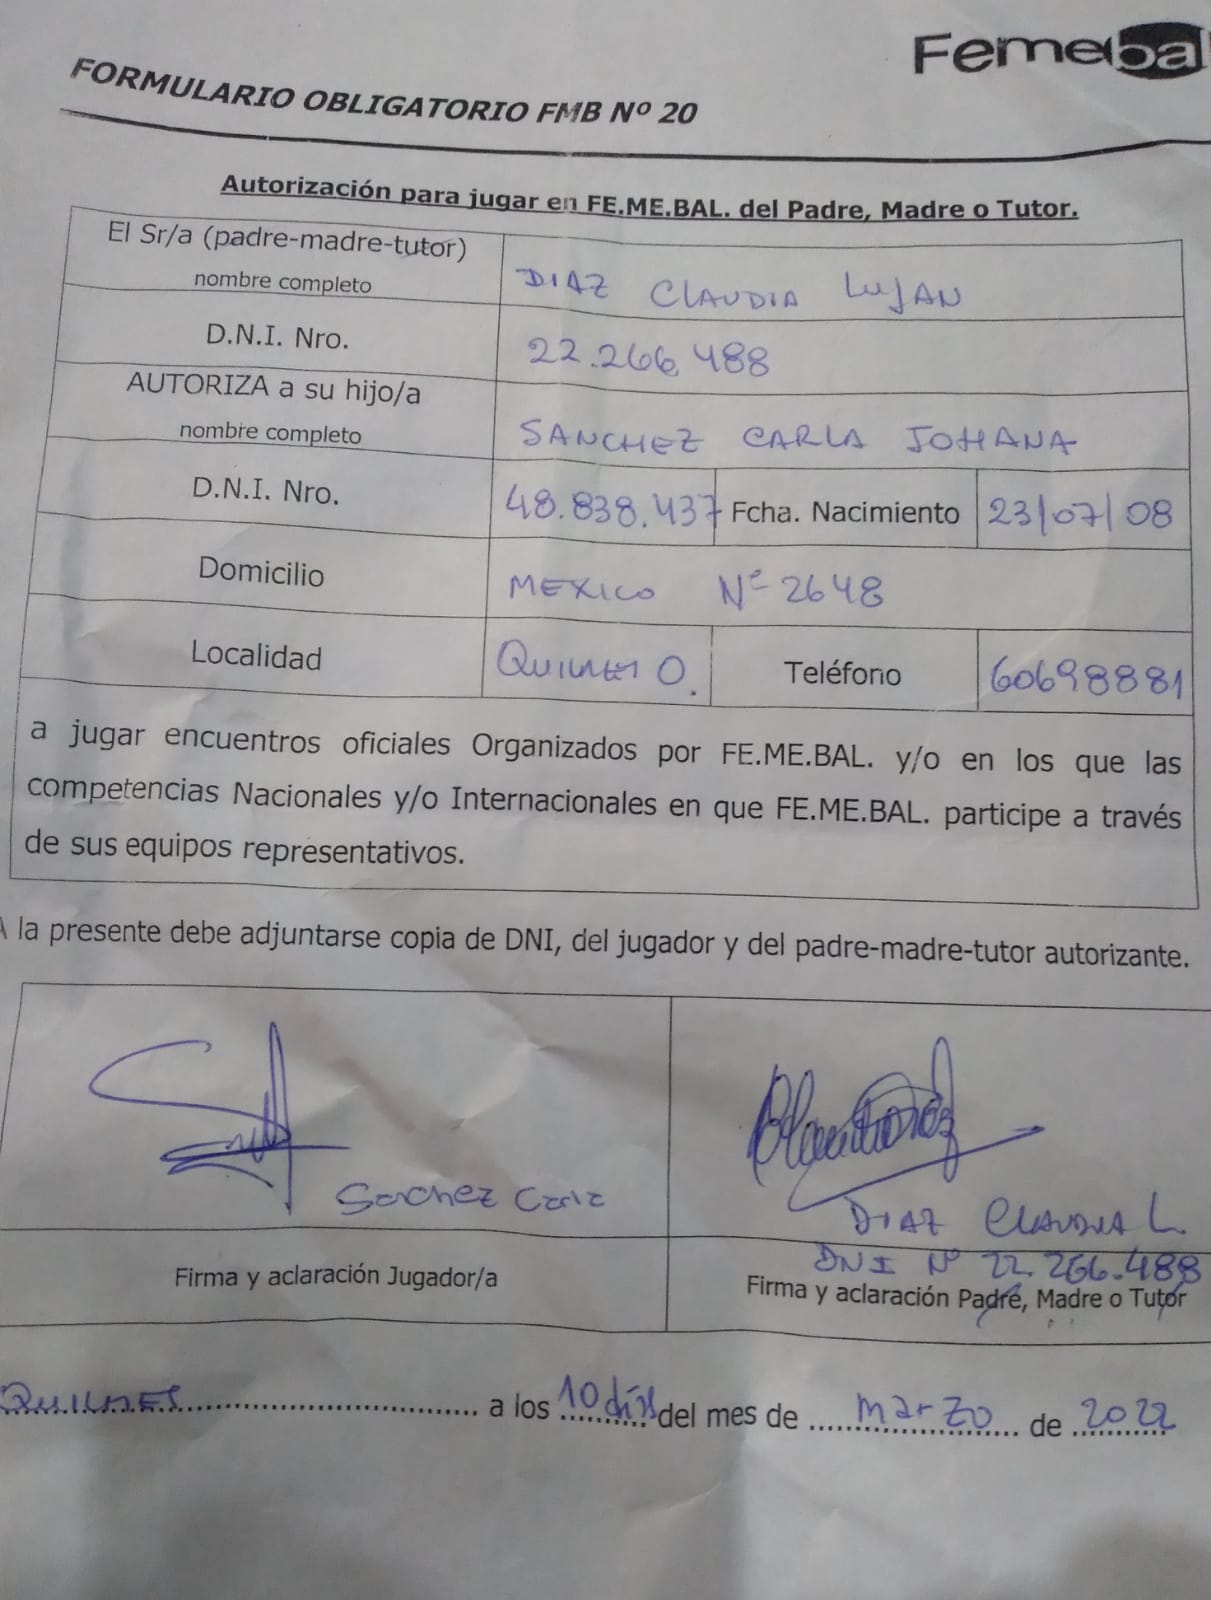 Femebal
FORMULARIO OBLIGATORIO FMB Nº 20
Autorización para jugar en FE.ME.BAL. del Padre, Madre o Tutor.
El Sr/a (padre-madre-tutor)
nombre completo
DIAZ CLAUDIA LUJAN
D.N.I. Nro.
22.266.488
AUTORIZA a su hijo/a
nombre completo
SANCHEZ CARLA JOHANA
D.N.I. Nro. 48.838.437 Fcha. Nacimiento 23/07/08
Domicilio MEXICO Nº 2648
Localidad QUILMES O. Teléfono 60698881
a jugar encuentros oficiales Organizados por FE.ME.BAL. y/o en los que las
competencias Nacionales y/o Internacionales en que FE.ME.BAL. participe a través
de sus equipos representativos.
A la presente debe adjuntarse copia de DNI, del jugador y del padre-madre-tutor autorizante.
Sanchez Carla
DIAZ CLAUDIA L.
DNI Nº 22.266.488
Firma y aclaración Jugador/a
Firma y aclaración Padre, Madre o Tutor
QUILMES a los 10 días del mes de marzo de 2022